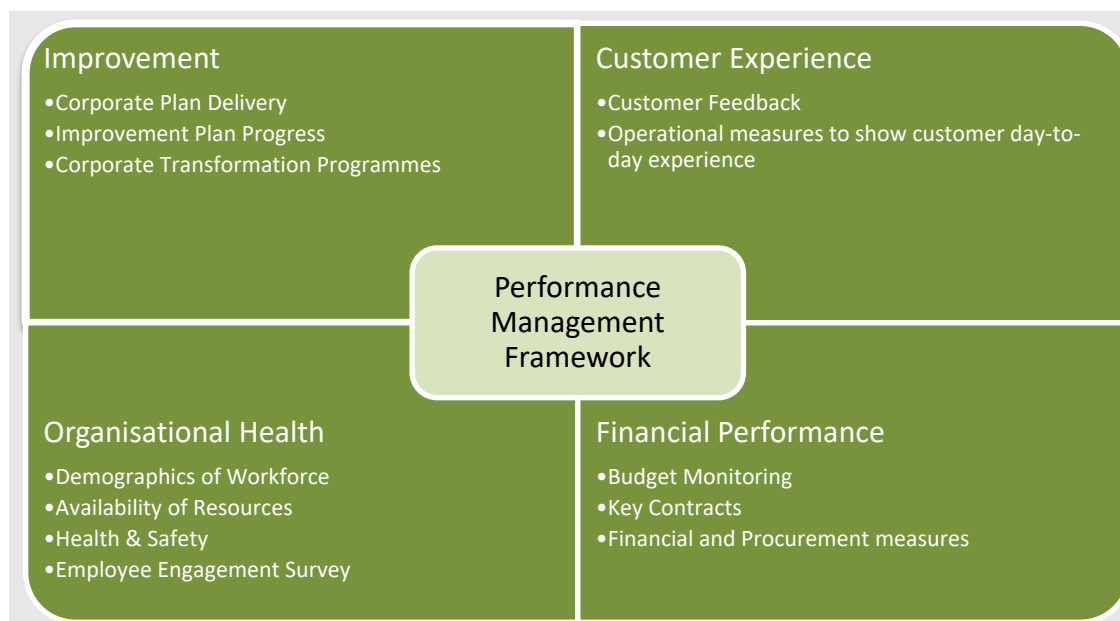 Improvement
•Corporate Plan Delivery
•Improvement Plan Progress
•Corporate Transformation Programmes
Customer Experience
•Customer Feedback
•Operational measures to show customer day-to-
day experience
Performance
Management
Framework
Organisational Health
•Demographics of Workforce
•Availability of Resources
•Health & Safety
•Employee Engagement Survey
Financial Performance
•Budget Monitoring
•Key Contracts
•Financial and Procurement measures